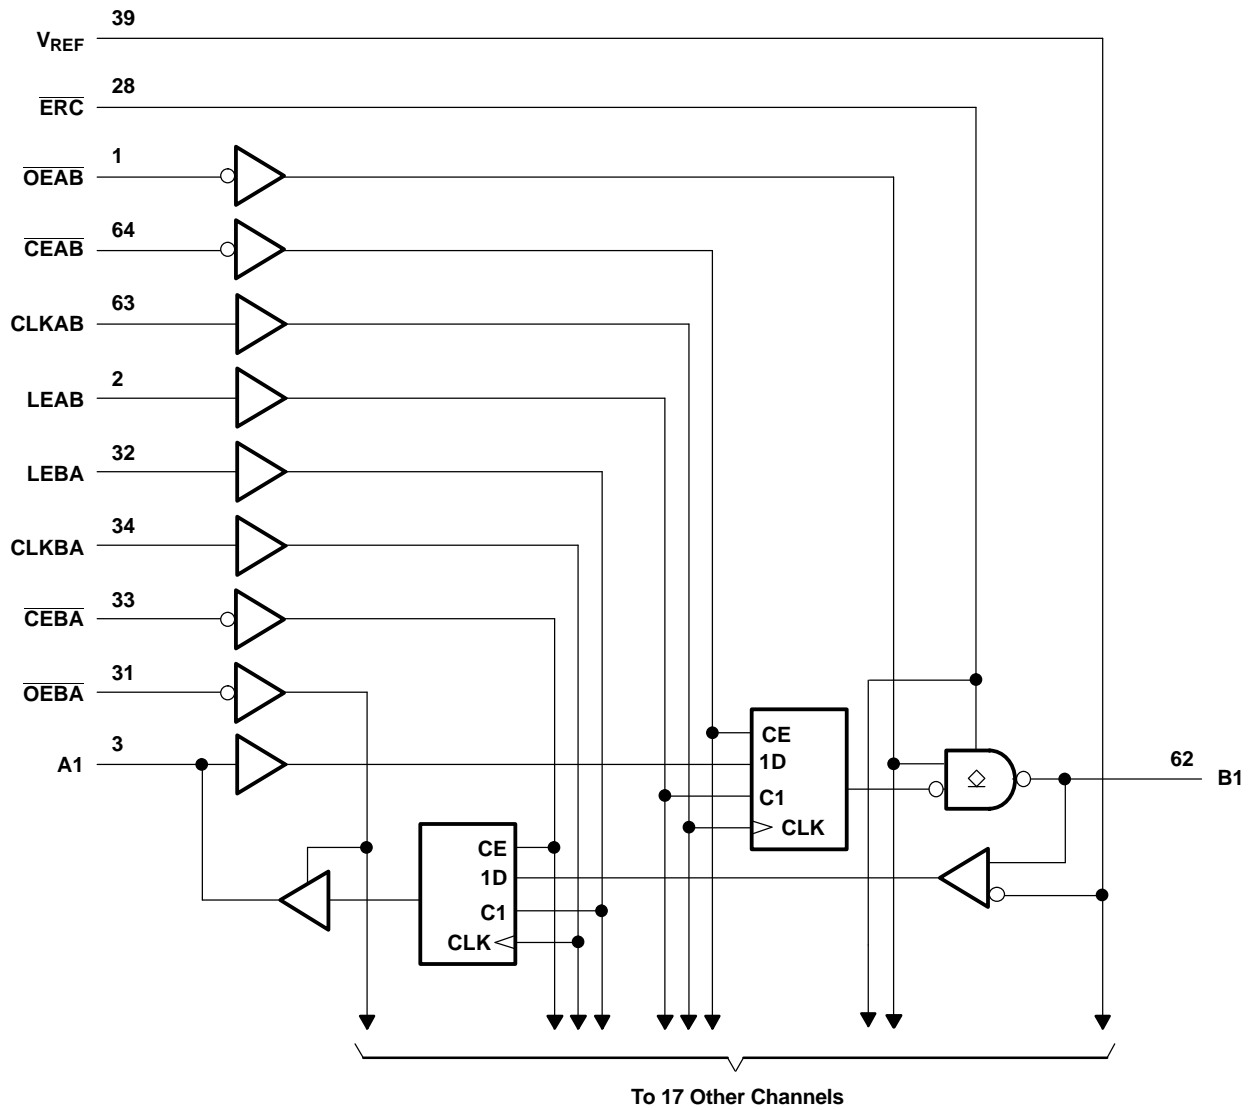 39
VREF
28
ERC
1
OEAB
64
CEAB
63
CLKAB
2
LEAB
32
LEBA
34
CLKBA
33
CEBA
31
OEBA
3
A1
CE
1D
C1
CLK
62
B1
CE
1D
C1
CLK
To 17 Other Channels